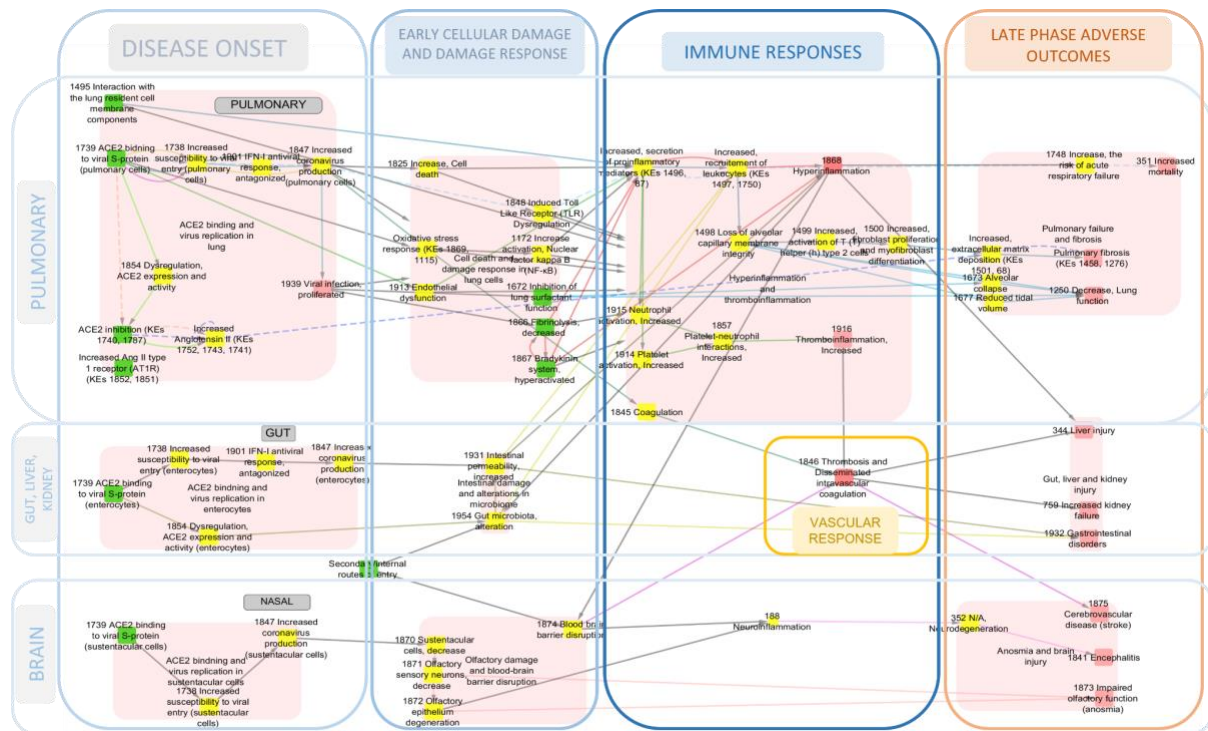 DISEASE ONSET
EARLY CELLULAR DAMAGE
AND DAMAGE RESPONSE
IMMUNE RESPONSES
LATE PHASE ADVERSE
OUTCOMES
PULMONARY
1495 Interaction with
the lung resident cell
membrane
components
PULMONARY
1739 ACE2 bidning
to viral S-protein
(pulmonary cells)
1738 Increased
susceptibility to viral
entry (pulmonary
cells)
1901 IFN-I antiviral
response,
antagonized
1847 Increased
coronavirus
production
(pulmonary cells)
ACE2 binding and
virus replication in
lung
1854 Dysregulation,
ACE2 expression and
activity
1939 Viral infection,
proliferated
ACE2 inhibition (KEs
1740, 1787)
Increased
Angiotensin II (KEs
1752, 1743, 1741)
Increased Ang II type
1 receptor (AT1R)
(KEs 1852, 1851)
1825 Increase, Cell
death
1848 Induced Toll
Like Receptor (TLR)
Dysregulation
Oxidative stress
response (KEs 1869,
1115)
1172 Increase
activation, Nuclear
factor kappa B
(NF-κB)
Cell death and
damage response in
lung cells
1913 Endothelial
dysfunction
1672 Inhibition of
lung surfactant
function
1866 Fibrinolysis,
decreased
1867 Bradykinin
system,
hyperactivated
Increased, secretion
of proinflammatory
mediators (KEs 1496,
87)
Increased,
recruitement of
leukocytes (KEs
1497, 1750)
1868
Hyperinflammation
1498 Loss of alveolar
capillary membrane
integrity
1499 Increased,
activation of T (T)
helper (h) type 2 cells
1500 Increased,
fibroblast proliferation
and myofibroblast
differentiation
Hyperinflammation
and
thromboinflammation
1915 Neutrophil
activation, Increased
1857
Platelet-neutrophil
interactions,
Increased
1916
Thromboinflammation,
Increased
1914 Platelet
activation, Increased
1845 Coagulation
1748 Increase, the
risk of acute
respiratory failure
351 Increased
mortality
Increased,
extracellular matrix
deposition (KEs
1501, 68)
Pulmonary failure
and fibrosis
Pulmonary fibrosis
(KEs 1458, 1276)
1673 Alveolar
collapse
1677 Reduced tidal
volume
1260 Decrease, Lung
function
GUT, LIVER,
KIDNEY
GUT
1738 Increased
susceptibility to viral
entry (enterocytes)
1901 IFN-I antiviral
response,
antagonized
1847 Increase
coronavirus
production
(enterocytes)
1739 ACE2 binding
to viral S-protein
(enterocytes)
ACE2 bindning and
virus replication in
enterocytes
1854 Dysregulation,
ACE2 expression and
activity (enterocytes)
1931 Intestinal
permeability,
increased
Intestinal damage
and alterations in
microbiome
1954 Gut microbiota,
alteration
1846 Thrombosis and
Disseminated
intravascular
coagulation
VASCULAR
RESPONSE
344 Liver injury
Gut, liver and kidney
injury
759 Increased kidney
failure
1932 Gastrointestinal
disorders
routes
entry
BRAIN
NASAL
1739 ACE2 binding
to viral S-protein
(sustentacular cells)
1847 Increased
coronavirus
production
(sustentacular cells)
ACE2 bindning and
virus replication in
sustentacular cells
1738 Increased
susceptibility to viral
entry (sustentacular
cells)
1870 Sustentacular
cells, decrease
1871 Olfactory
sensory neurons,
decrease
1872 Olfactory
epithelium
degeneration
Olfactory damage
and blood-brain
barrier disruption
1874 Blood brain
barrier disruption
188
Neuroinflammation
352 N/A,
Neurodegeneration
1875
Cerebrovascular
disease (stroke)
Anosmia and brain
injury
1841 Encephalitis
1873 Impaired
olfactory function
(anosmia)